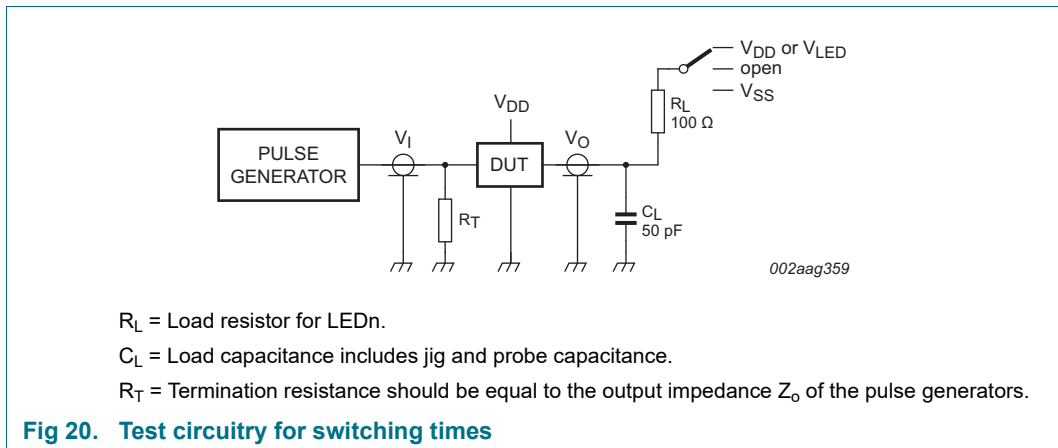 V_DD or V_LED
open
V_SS
R_L
100 Ω
V_DD
V_I
V_O
PULSE
GENERATOR
DUT
R_T
C_L
50 pF
002aag359
R_L = Load resistor for LEDn.
C_L = Load capacitance includes jig and probe capacitance.
R_T = Termination resistance should be equal to the output impedance Z_o of the pulse generators.
Fig 20. Test circuitry for switching times